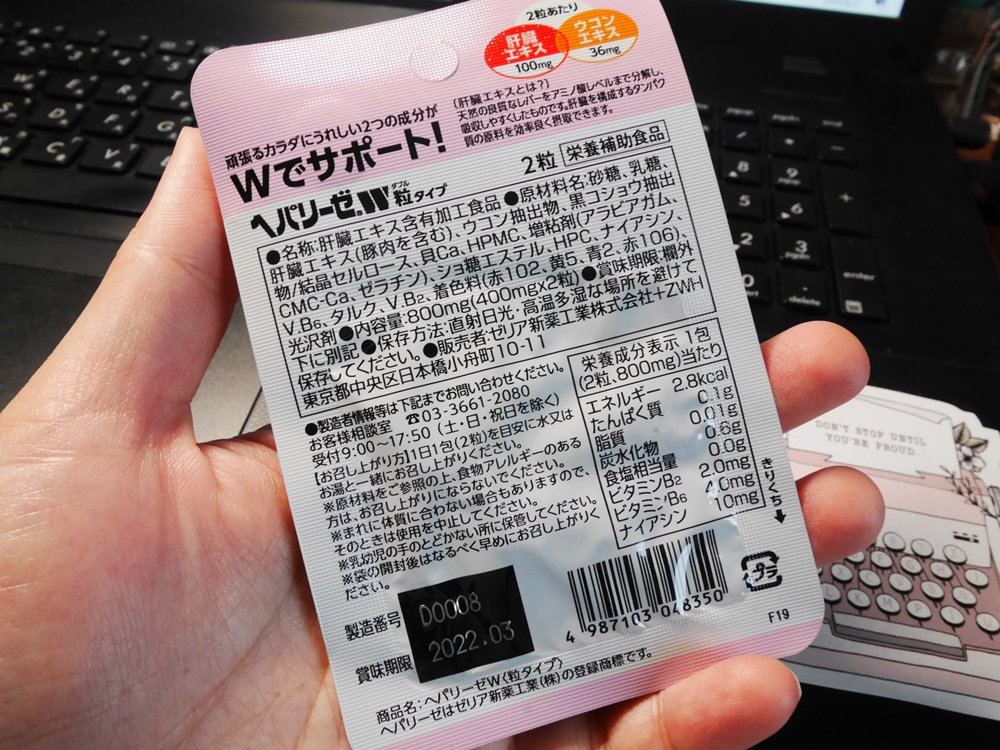 2粒あたり
肝臓
エキス
100mg
ウコン
エキス
36mg
頑張るカラダにうれしい2つの成分が
Wでサポート!
〔肝臓エキスとは?〕
天然の良質なレバーをアミノ酸レベルまで分解し、
吸収しやすくしたものです。肝臓を構成するタンパク
質の原料を効率良く摂取できます。
ヘパリーゼ®W 粒タイプ
ダブル
2粒
栄養補助食品
●名称:肝臓エキス含有加工食品●原材料名:砂糖、乳糖、
肝臓エキス(豚肉を含む)、ウコン抽出物、黒コショウ抽出
物/結晶セルロース、貝Ca、HPMC、増粘剤(アラビアガム、
CMC-Ca、ゼラチン)、ショ糖エステル、HPC、ナイアシン、
V.B6、タルク、V.B2、着色料(赤102、黄5、青2、赤106)、
光沢剤●内容量:800mg(400mg×2粒)●賞味期限:欄外
下に別記●保存方法:直射日光・高温多湿な場所を避けて
保存してください。●販売者:ゼリア新薬工業株式会社+ZWH
東京都中央区日本橋小舟町10-11
●製造者情報等は下記までお問い合わせください。
お客様相談室 ☎03-3661-2080
受付9:00~17:50(土・日・祝日を除く)
【お召し上がり方】1日1包(2粒)を目安に水又は
お湯と一緒にお召し上がりください。
※原材料をご参照の上、食物アレルギーのある
方は、お召し上がりにならないでください。
※まれに体質に合わない場合もありますので、
そのときは使用を中止してください。
※乳幼児の手のとどかない所に保管してください。
※袋の開封後はなるべく早めにお召し上がりく
ださい。
栄養成分表示 1包
(2粒、800mg)当たり
エネルギー 2.8kcal
たんぱく質 0.1g
脂質 0.01g
炭水化物 0.6g
食塩相当量 0.0g
ビタミンB2 2.0mg
ビタミンB6 4.0mg
ナイアシン 10mg
きりくち
製造番号 D0008
賞味期限 2022.03
4 987103 048350
プラ
F19
商品名:ヘパリーゼW〈粒タイプ〉
ヘパリーゼはゼリア新薬工業(株)の登録商標です。
DON'T STOP UNTIL
YOU'RE PROUD.